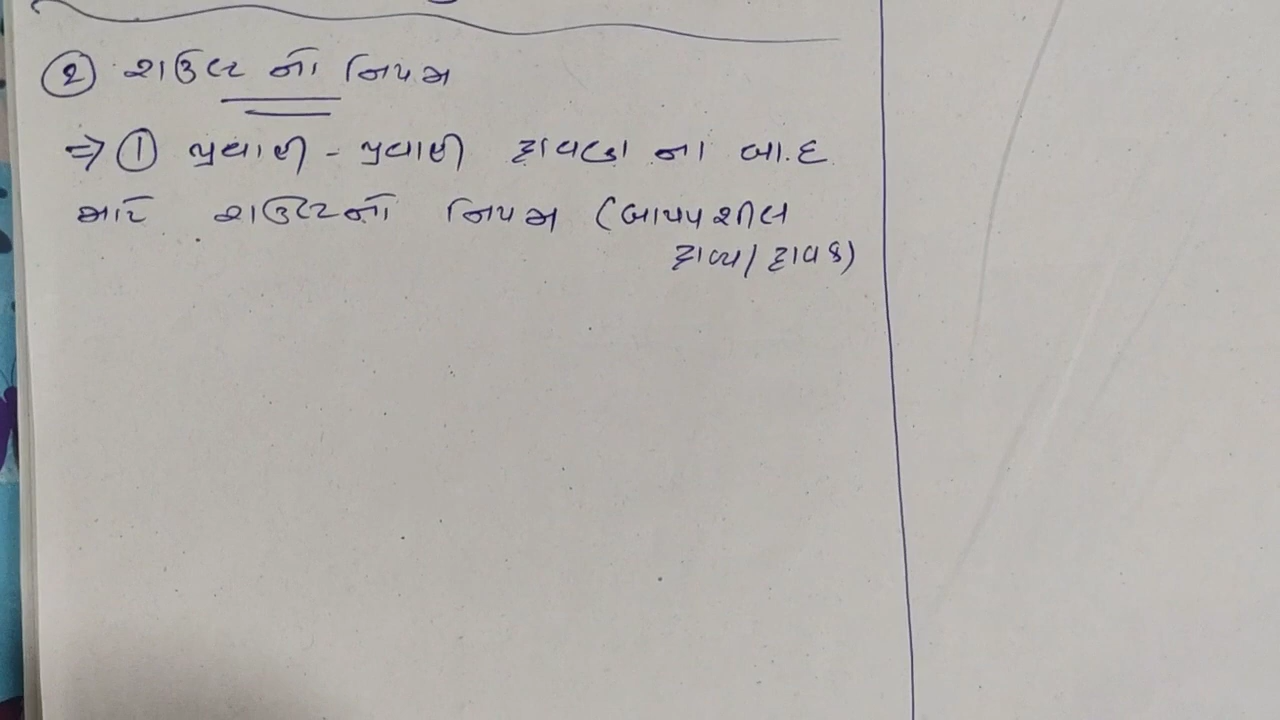 ② રાઉલ્ટ નો નિયમ
⇒ ① પ્રવાહી - પ્રવાહી દ્રાવણો ના બા.દ
માટે રાઉલ્ટનો નિયમ (બાષ્પશીલ
દ્રાવ્ય / દ્રાવક)